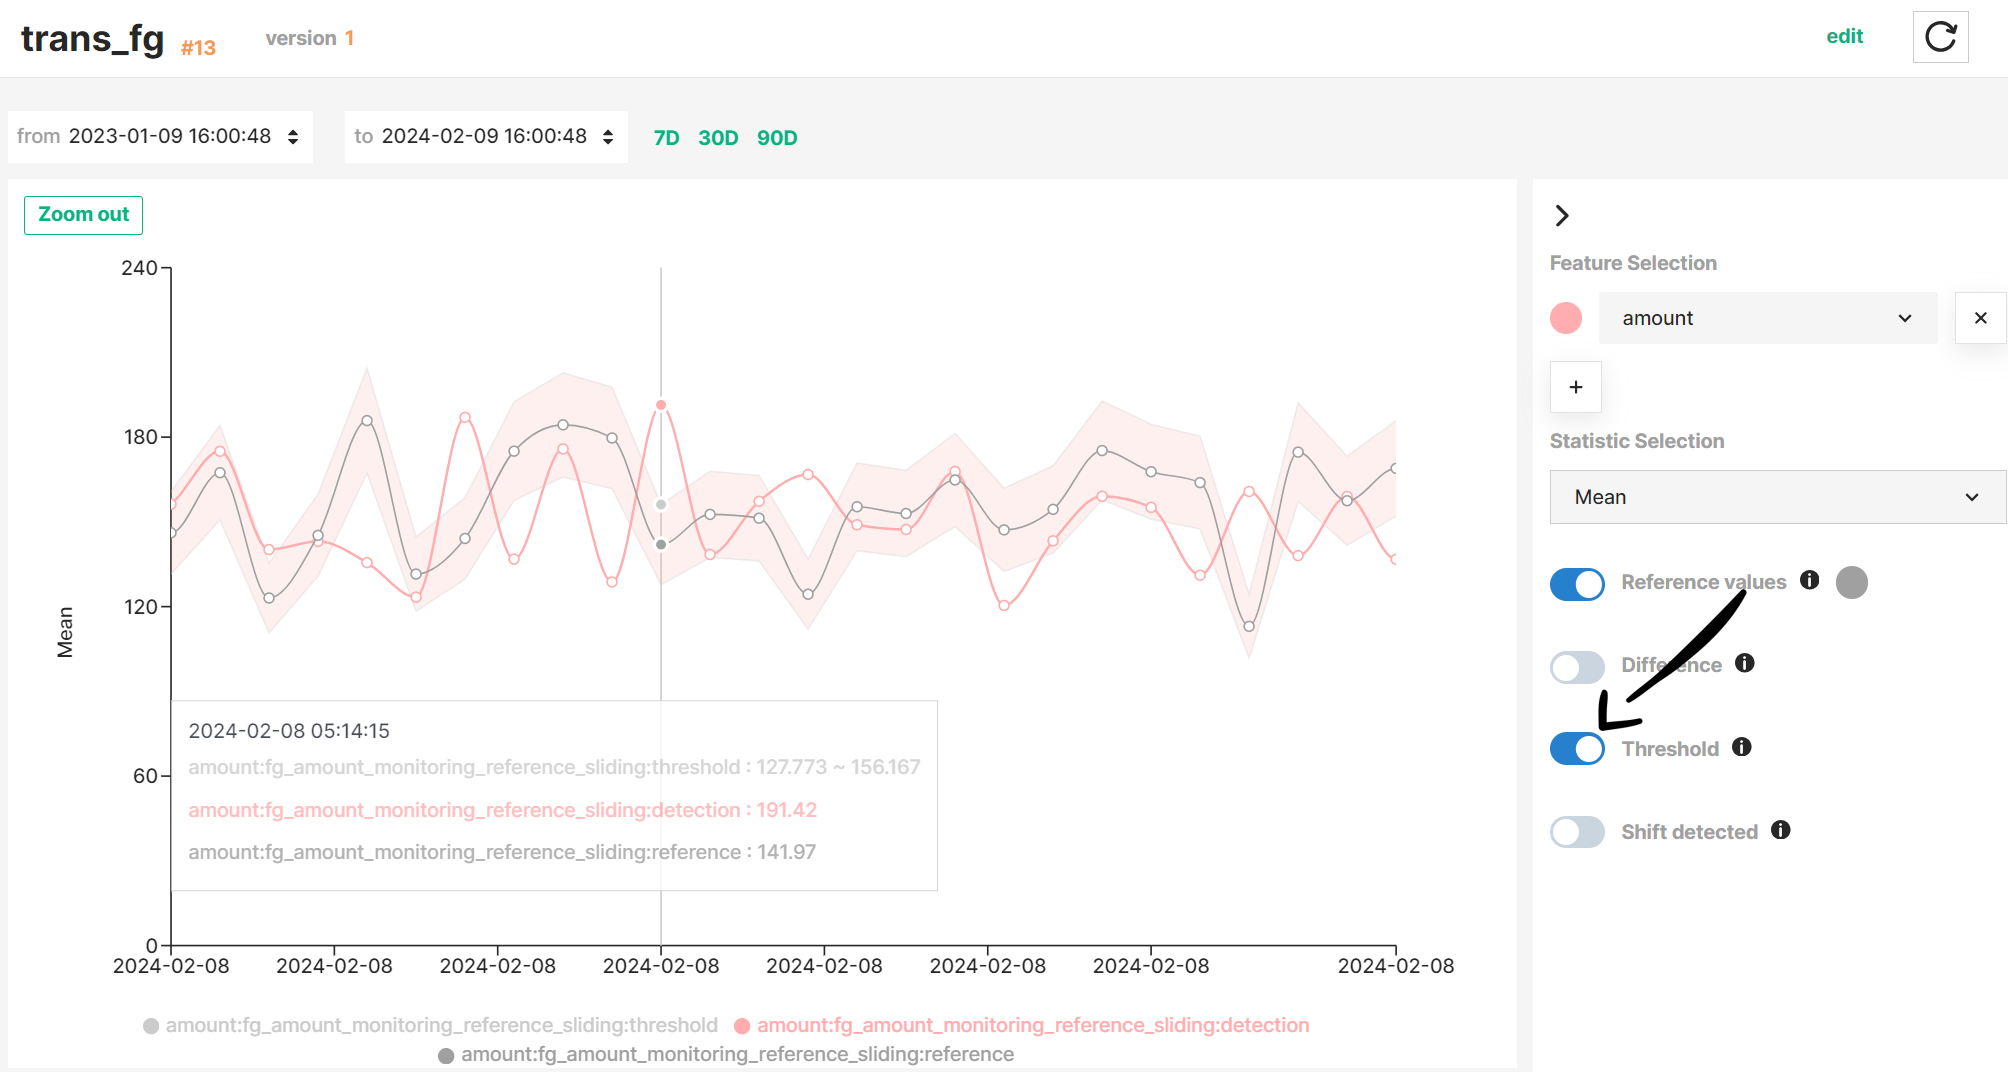 trans_fg #13 version 1 edit
from 2023-01-09 16:00:48 to 2024-02-09 16:00:48 7D 30D 90D
Zoom out
240
180
120
60
0
Mean
2024-02-08 05:14:15
amount:fg_amount_monitoring_reference_sliding:threshold : 127.773 ~ 156.167
amount:fg_amount_monitoring_reference_sliding:detection : 191.42
amount:fg_amount_monitoring_reference_sliding:reference : 141.97
2024-02-08 2024-02-08 2024-02-08 2024-02-08 2024-02-08 2024-02-08 2024-02-08 2024-02-08
amount:fg_amount_monitoring_reference_sliding:threshold amount:fg_amount_monitoring_reference_sliding:detection
amount:fg_amount_monitoring_reference_sliding:reference
Feature Selection
amount
Statistic Selection
Mean
Reference values
Difference
Threshold
Shift detected